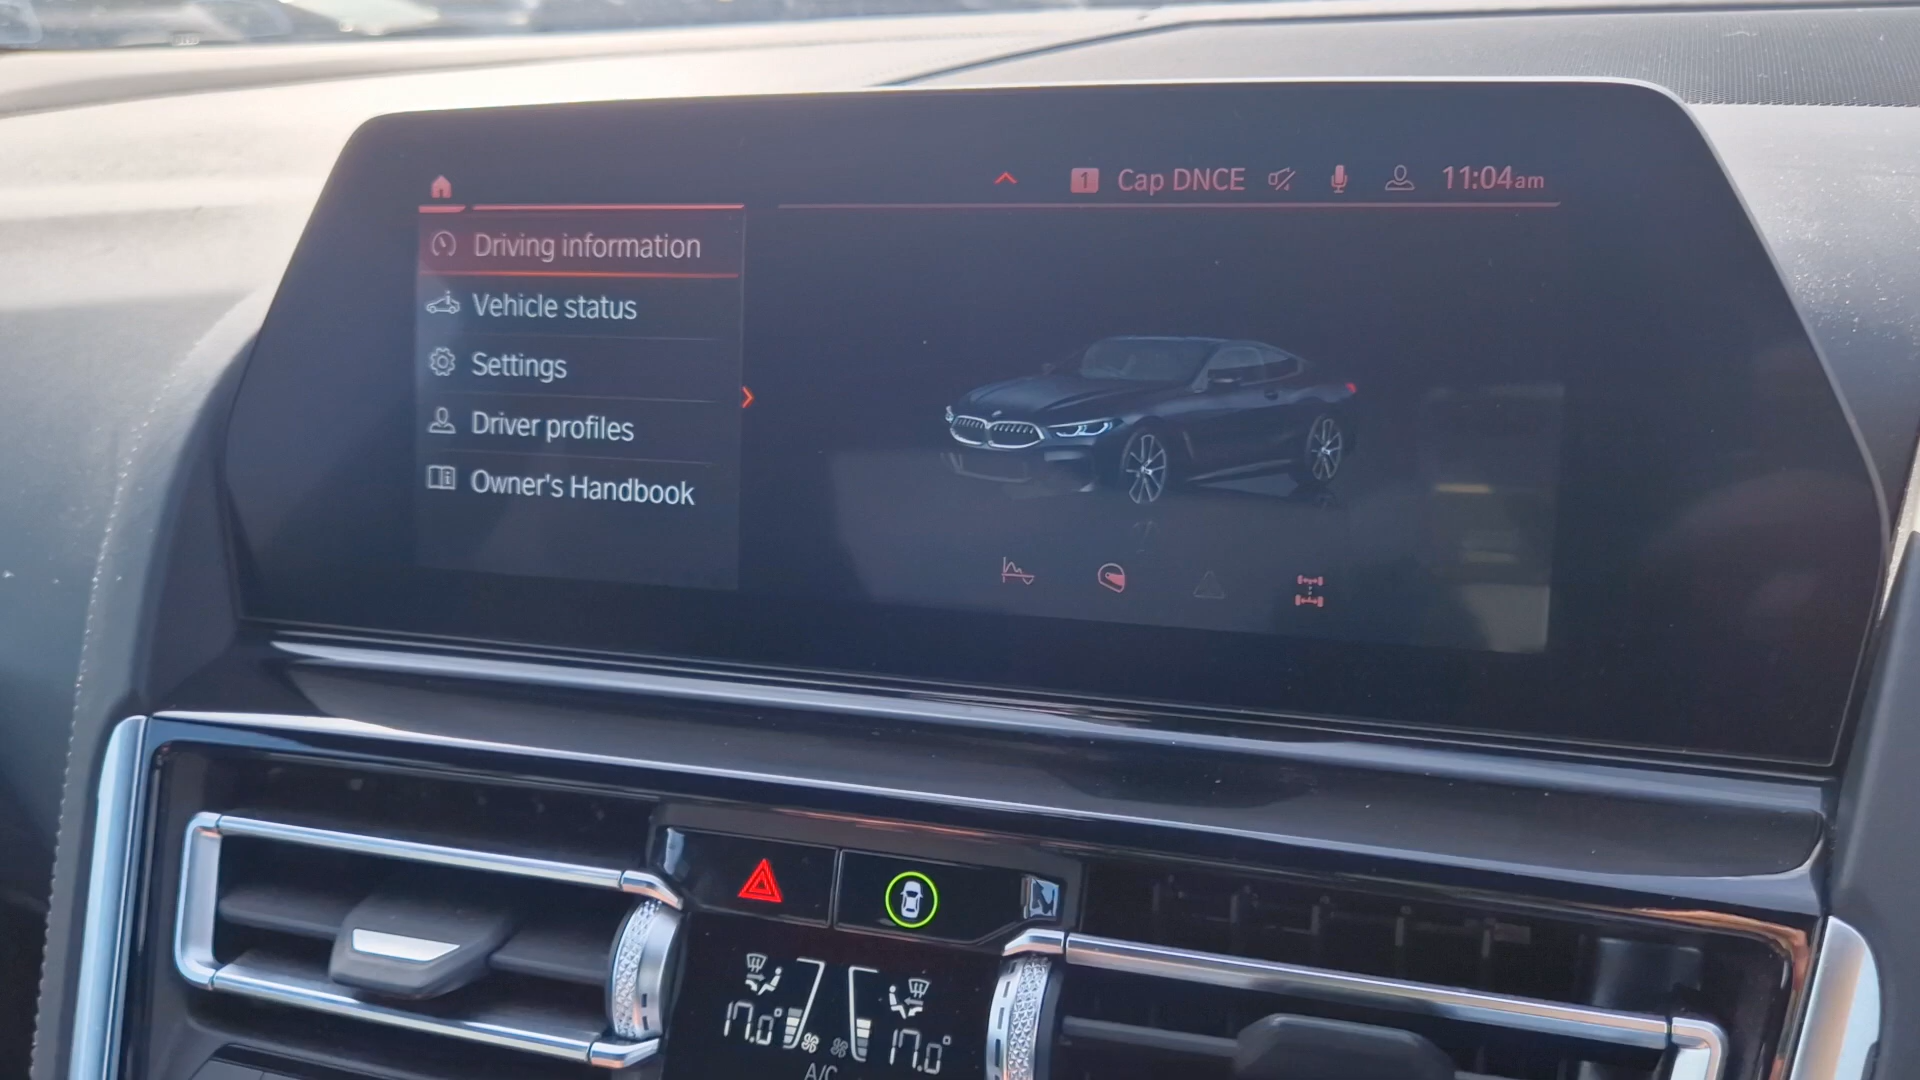 1 Cap DNCE 11:04am
Driving information
Vehicle status
Settings
Driver profiles
Owner's Handbook
17.0° 17.0°
A/C